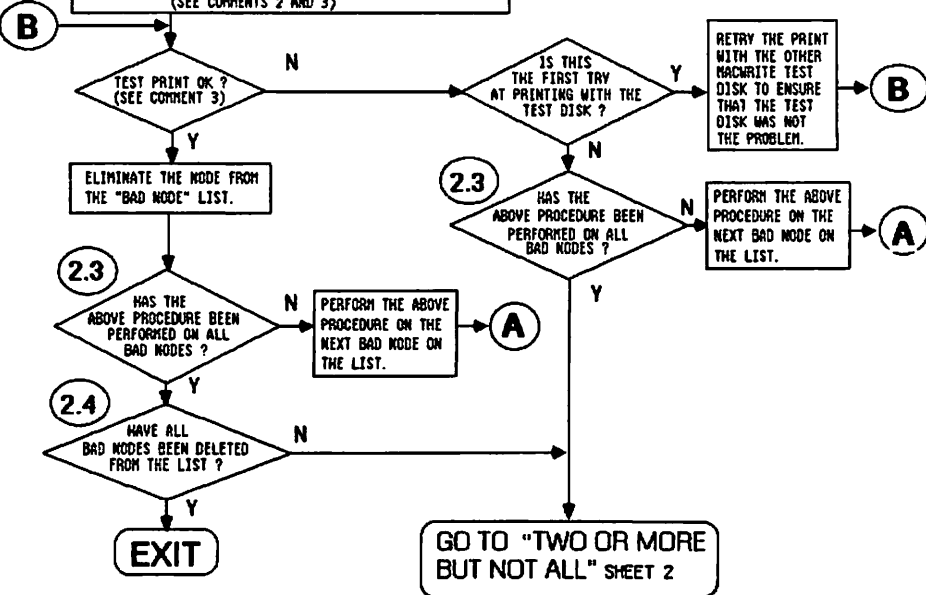 (SEE COMMENTS 2 AND 3)
B
TEST PRINT OK ?
(SEE COMMENT 3)
N
Y
IS THIS
THE FIRST TRY
AT PRINTING WITH THE
TEST DISK ?
Y
N
RETRY THE PRINT
WITH THE OTHER
MACWRITE TEST
DISK TO ENSURE
THAT THE TEST
DISK WAS NOT
THE PROBLEM.
B
ELIMINATE THE NODE FROM
THE "BAD NODE" LIST.
2.3
HAS THE
ABOVE PROCEDURE BEEN
PERFORMED ON ALL
BAD NODES ?
N
Y
PERFORM THE ABOVE
PROCEDURE ON THE
NEXT BAD NODE ON
THE LIST.
A
2.3
HAS THE
ABOVE PROCEDURE BEEN
PERFORMED ON ALL
BAD NODES ?
N
Y
PERFORM THE ABOVE
PROCEDURE ON THE
NEXT BAD NODE ON
THE LIST.
A
2.4
HAVE ALL
BAD NODES BEEN DELETED
FROM THE LIST ?
N
Y
EXIT
GO TO "TWO OR MORE
BUT NOT ALL" SHEET 2